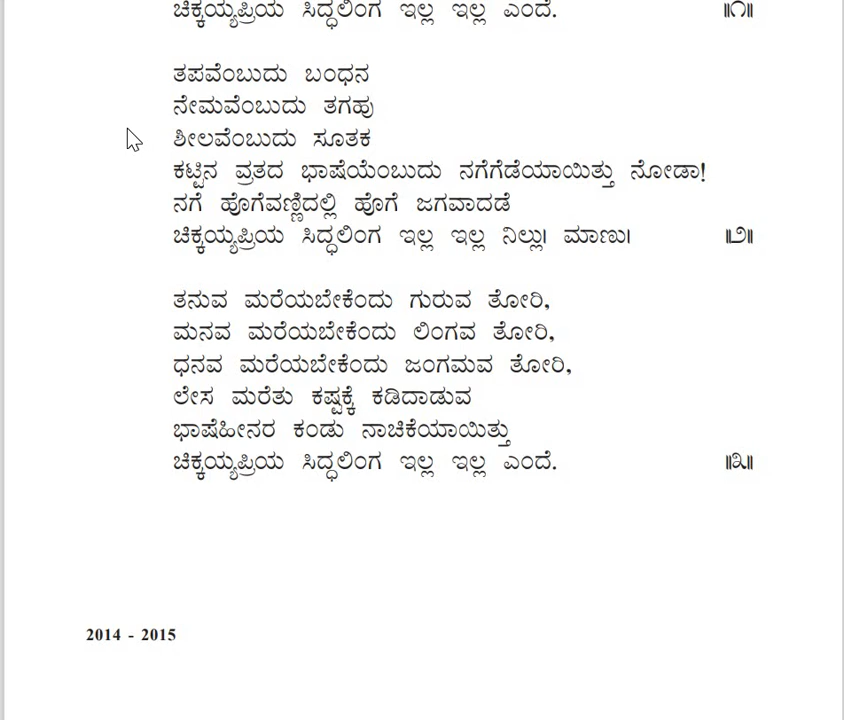 ಚಿಕ್ಕಯ್ಯಪ್ರಿಯ ಸಿದ್ಧಲಿಂಗ ಇಲ್ಲ ಇಲ್ಲ ಎಂದೆ. ॥೧॥
ತಪವೆಂಬುದು ಬಂಧನ
ನೇಮವೆಂಬುದು ತಗಹು
ಶೀಲವೆಂಬುದು ಸೂತಕ
ಕಟ್ಟಿನ ವ್ರತದ ಭಾಷೆಯೆಂಬುದು ನಗೆಗೆಡೆಯಾಯಿತ್ತು ನೋಡಾ!
ನಗೆ ಹೊಗೆವಣ್ಣಿದಲ್ಲಿ ಹೊಗೆ ಜಗವಾದಡೆ
ಚಿಕ್ಕಯ್ಯಪ್ರಿಯ ಸಿದ್ಧಲಿಂಗ ಇಲ್ಲ ಇಲ್ಲ ನಿಲ್ಲು। ಮಾಣು। ॥೨॥
ತನುವ ಮರೆಯಬೇಕೆಂದು ಗುರುವ ತೋರಿ,
ಮನವ ಮರೆಯಬೇಕೆಂದು ಲಿಂಗವ ತೋರಿ,
ಧನವ ಮರೆಯಬೇಕೆಂದು ಜಂಗಮವ ತೋರಿ,
ಲೇಸ ಮರೆತು ಕಷ್ಟಕ್ಕೆ ಕಡಿದಾಡುವ
ಭಾಷೆಹೀನರ ಕಂಡು ನಾಚಿಕೆಯಾಯಿತ್ತು
ಚಿಕ್ಕಯ್ಯಪ್ರಿಯ ಸಿದ್ಧಲಿಂಗ ಇಲ್ಲ ಇಲ್ಲ ಎಂದೆ. ॥೩॥
2014 - 2015